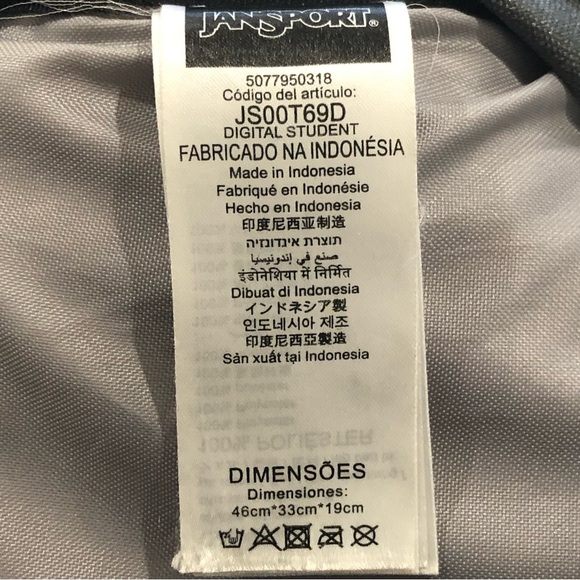 JANSPORT®
5077950318
Código del artículo:
JS00T69D
DIGITAL STUDENT
FABRICADO NA INDONÉSIA
Made in Indonesia
Fabriqué en Indonésie
Hecho en Indonesia
印度尼西亚制造
תוצרת אינדונזיה
صنع في إندونيسيا
इंडोनेशिया में निर्मित
Dibuat di Indonesia
インドネシア製
인도네시아 제조
印度尼西亞製造
Sản xuất tại Indonesia
100% POLIÉSTER
DIMENSÕES
Dimensiones:
46cm*33cm*19cm